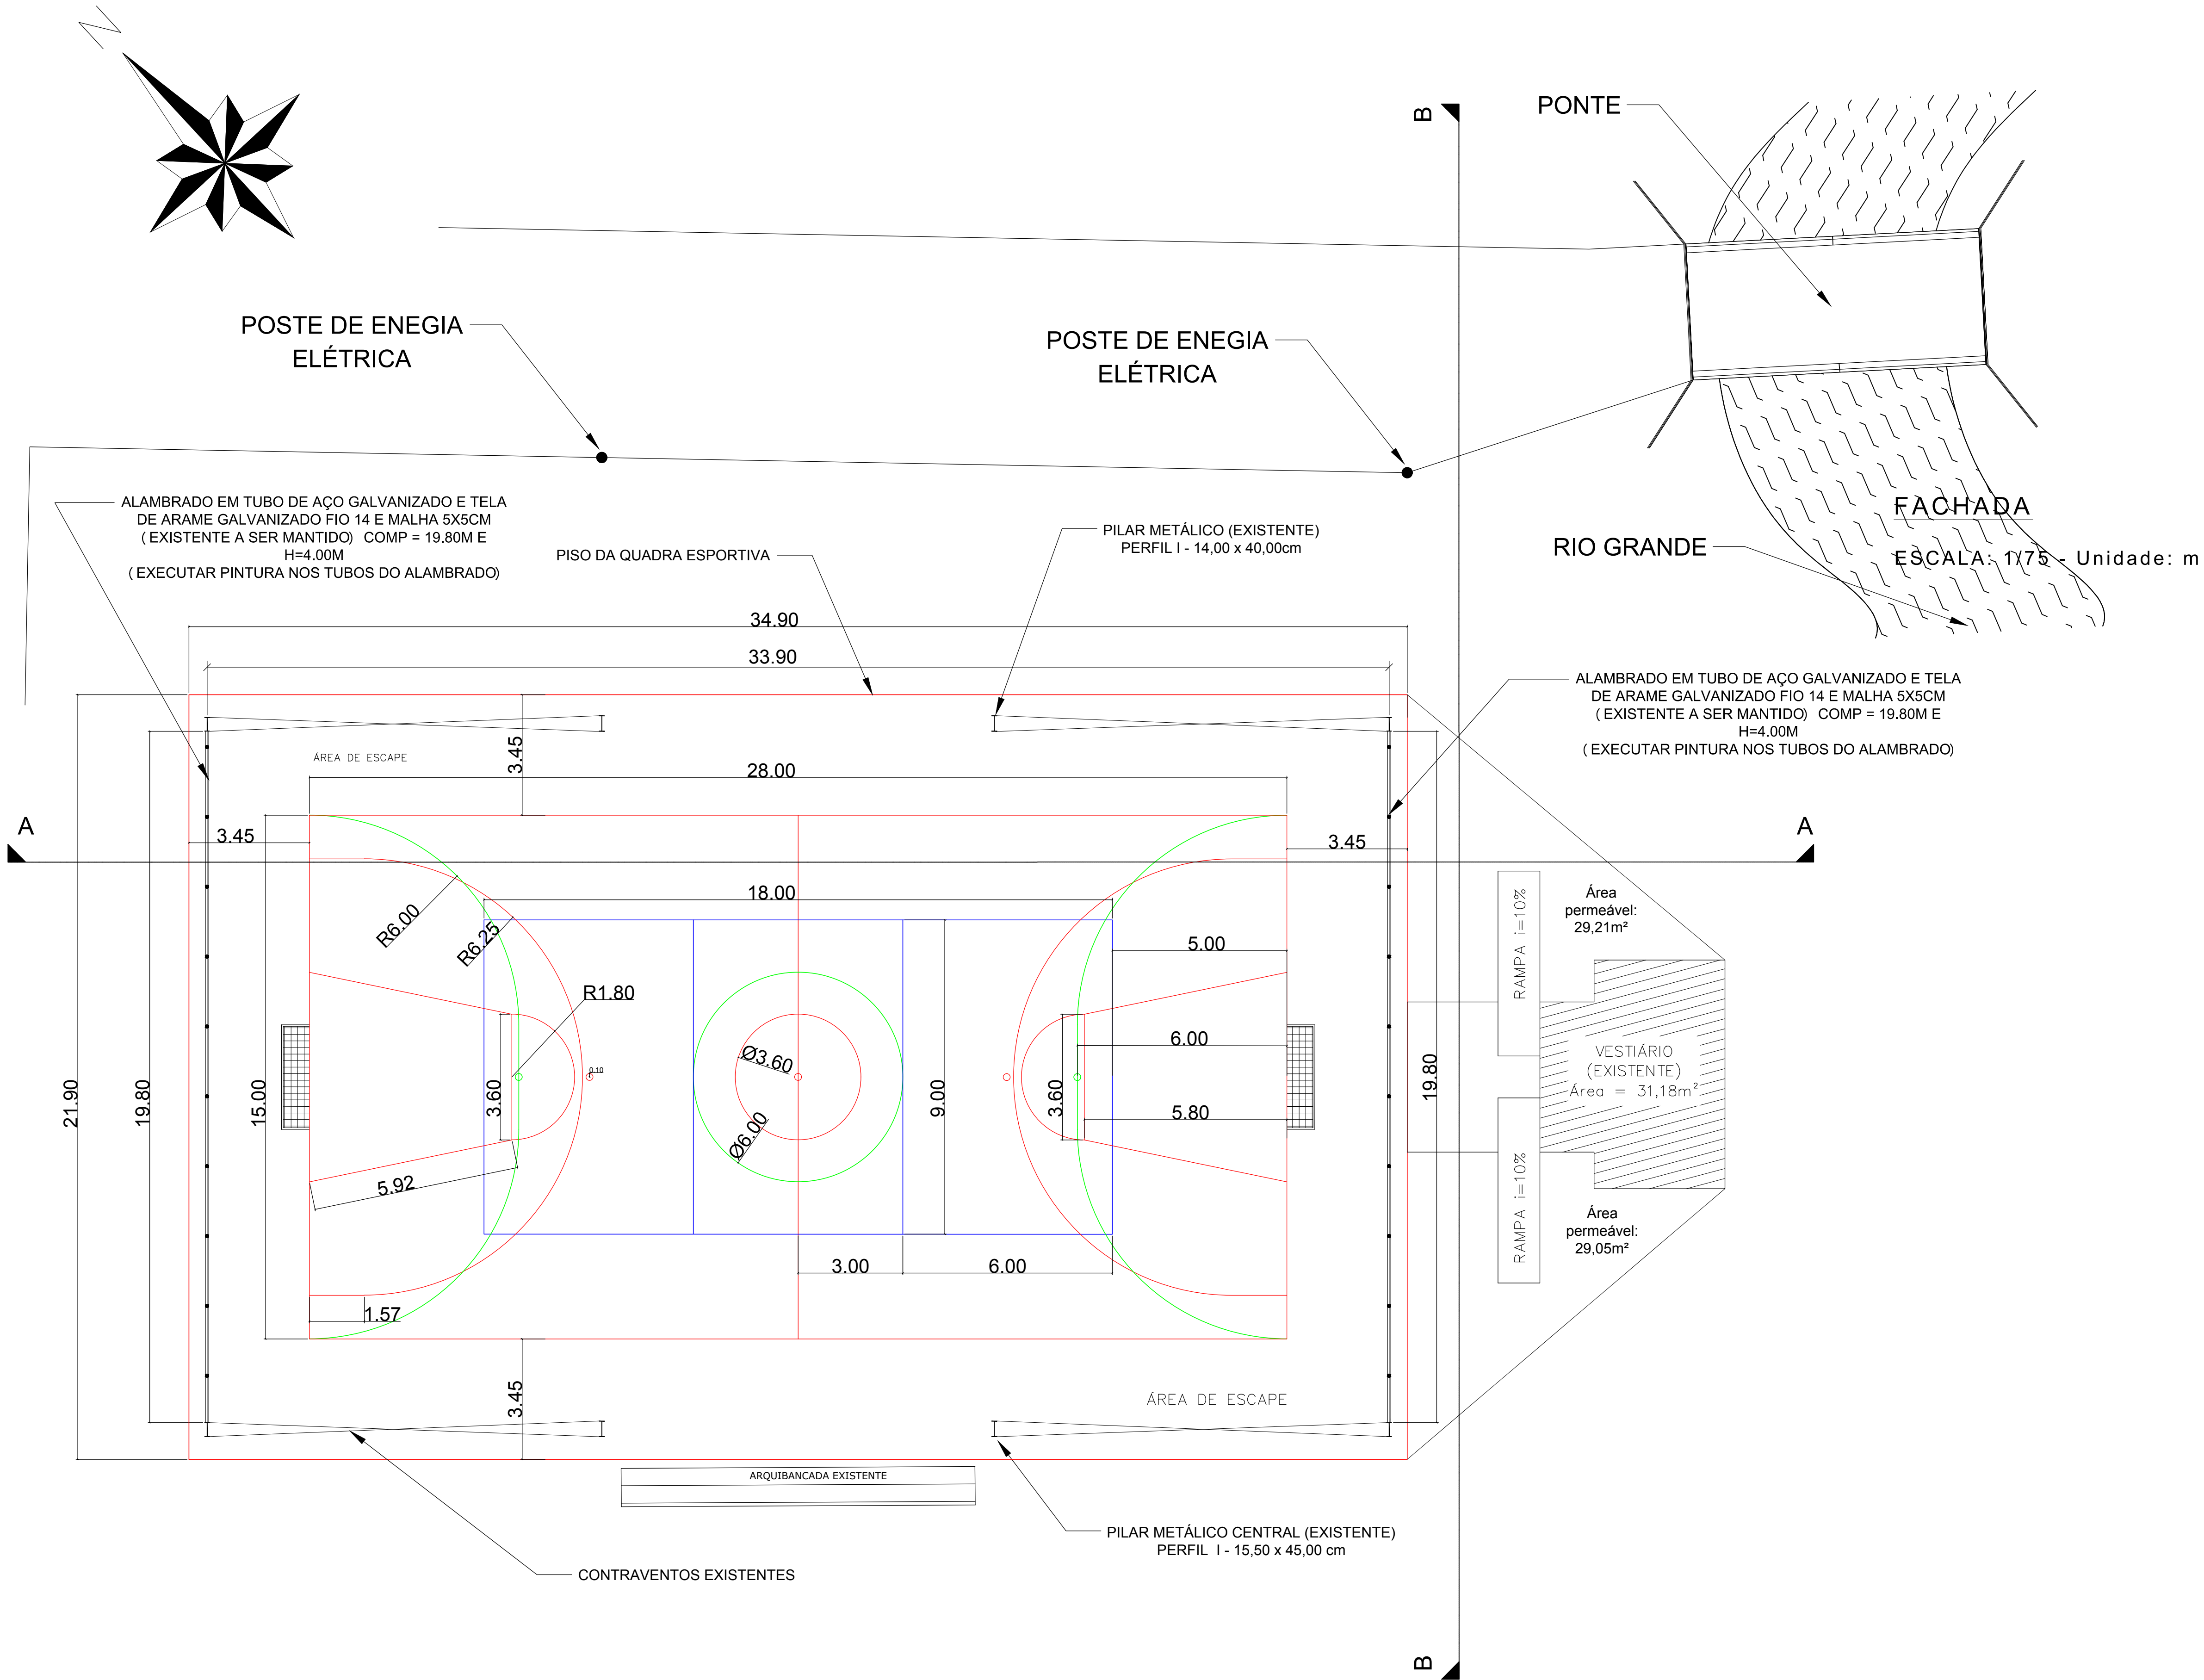 N
B
PONTE
POSTE DE ENEGIA
ELÉTRICA
POSTE DE ENEGIA
ELÉTRICA
ALAMBRADO EM TUBO DE AÇO GALVANIZADO E TELA
DE ARAME GALVANIZADO FIO 14 E MALHA 5X5CM
( EXISTENTE A SER MANTIDO) COMP = 19.80M E
H=4.00M
( EXECUTAR PINTURA NOS TUBOS DO ALAMBRADO)
PISO DA QUADRA ESPORTIVA
PILAR METÁLICO (EXISTENTE)
PERFIL I - 14,00 x 40,00cm
FACHADA
RIO GRANDE
ESCALA: 1/75 - Unidade: m
34.90
33.90
ALAMBRADO EM TUBO DE AÇO GALVANIZADO E TELA
DE ARAME GALVANIZADO FIO 14 E MALHA 5X5CM
( EXISTENTE A SER MANTIDO) COMP = 19.80M E
H=4.00M
( EXECUTAR PINTURA NOS TUBOS DO ALAMBRADO)
ÁREA DE ESCAPE
3.45
28.00
A
A
3.45
3.45
18.00
R6.00
R6.25
5.00
RAMPA i=10%
Área
permeável:
29,21m²
R1.80
6.00
Ø3.60
0.10
21.90
19.80
15.00
3.60
9.00
3.60
5.80
19.80
VESTIÁRIO
(EXISTENTE)
Área = 31,18m²
Ø6.00
5.92
RAMPA i=10%
Área
permeável:
29,05m²
3.00
6.00
1.57
3.45
ÁREA DE ESCAPE
ARQUIBANCADA EXISTENTE
PILAR METÁLICO CENTRAL (EXISTENTE)
PERFIL I - 15,50 x 45,00 cm
CONTRAVENTOS EXISTENTES
B